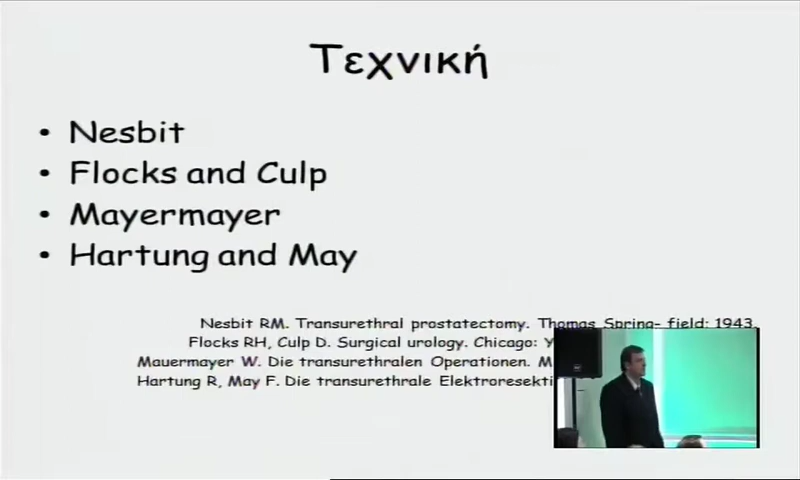 Τεχνική
• Nesbit
• Flocks and Culp
• Mayermayer
• Hartung and May
Nesbit RM. Transurethral prostatectomy. Thomas Spring- field: 1943.
Flocks RH, Culp D. Surgical urology. Chicago: Y
Mauermayer W. Die transurethralen Operationen. M
Hartung R, May F. Die transurethrale Elektroresekti